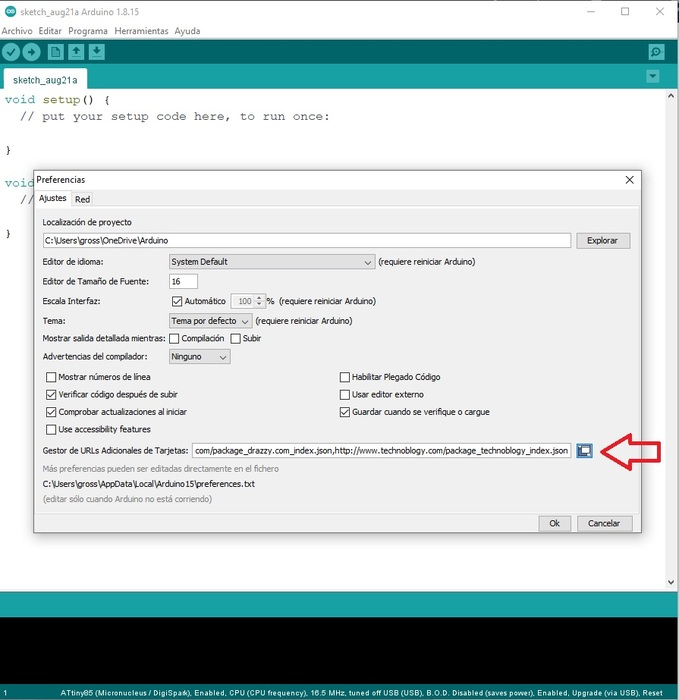 sketch_aug21a Arduino 1.8.15
Archivo Editar Programa Herramientas Ayuda
sketch_aug21a
void setup() {
// put your setup code here, to run once:
}
void
//
}
Preferencias
Ajustes Red
Localización de proyecto
C:\Users\gross\OneDrive\Arduino Explorar
Editor de idioma: System Default (requiere reiniciar Arduino)
Editor de Tamaño de Fuente: 16
Escala Interfaz: Automático 100 % (requiere reiniciar Arduino)
Tema: Tema por defecto (requiere reiniciar Arduino)
Mostrar salida detallada mientras: Compilación Subir
Advertencias del compilador: Ninguno
Mostrar números de línea Habilitar Plegado Código
Verificar código después de subir Usar editor externo
Comprobar actualizaciones al iniciar Guardar cuando se verifique o cargue
Use accessibility features
Gestor de URLs Adicionales de Tarjetas: com/package_drazzy.com_index.json,http://www.technoblogy.com/package_technoblogy_index.json
Más preferencias pueden ser editadas directamente en el fichero
C:\Users\gross\AppData\Local\Arduino15\preferences.txt
(editar sólo cuando Arduino no está corriendo)
Ok Cancelar
1 ATtiny85 (Micronucleus / DigiSpark), Enabled, CPU (CPU frequency), 16.5 MHz, tuned off USB (USB), B.O.D. Disabled (saves power), Enabled, Upgrade (via USB), Reset